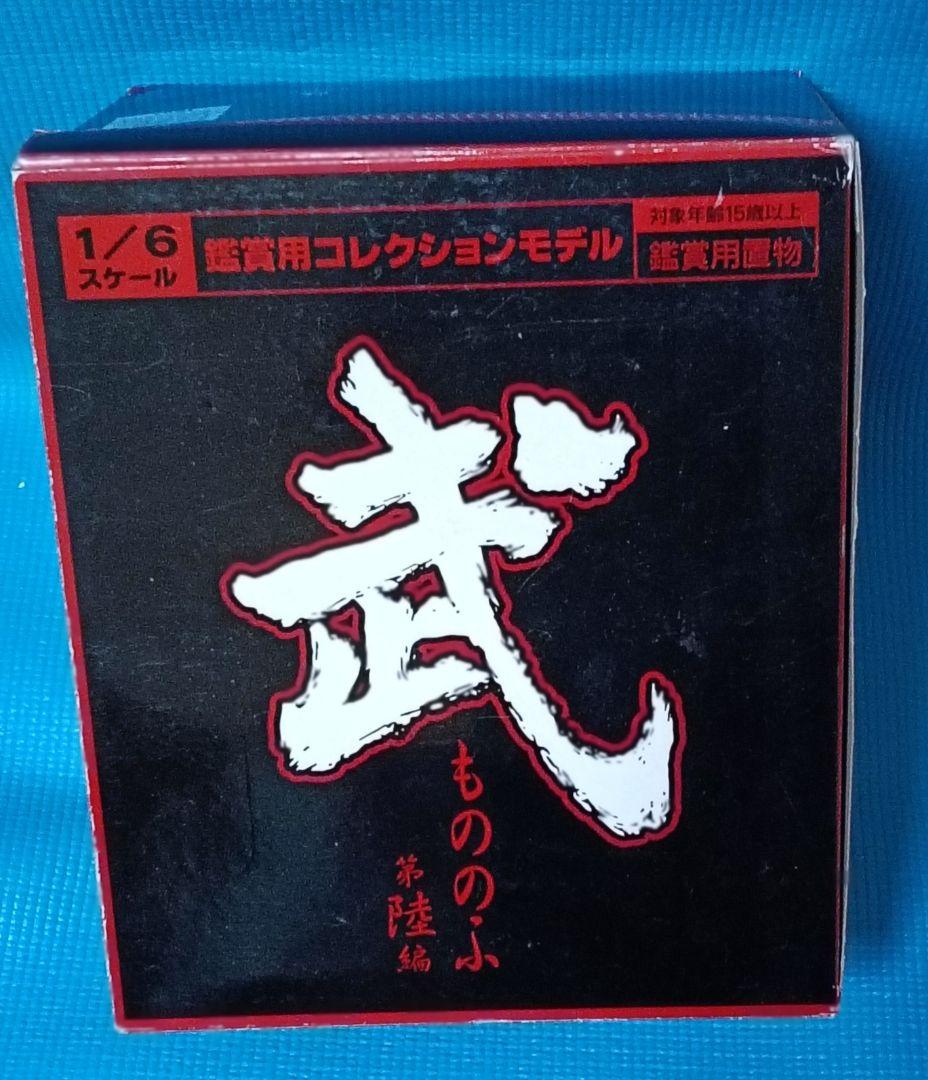 1/6
スケール
鑑賞用コレクションモデル
対象年齢15歳以上
鑑賞用置物
武
もののふ
第陸編